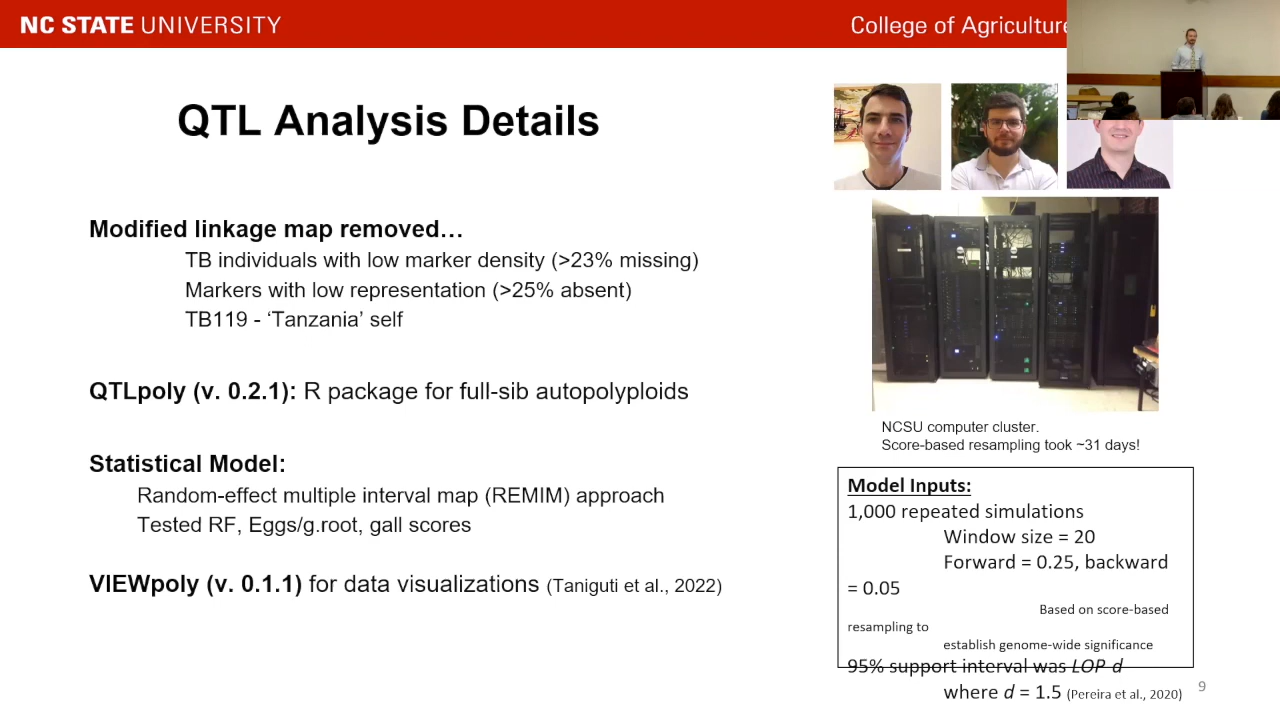 NC STATE UNIVERSITY
College of Agriculture
QTL Analysis Details
Modified linkage map removed…
TB individuals with low marker density (>23% missing)
Markers with low representation (>25% absent)
TB119 - ‘Tanzania’ self
QTLpoly (v. 0.2.1): R package for full-sib autopolyploids
Statistical Model:
Random-effect multiple interval map (REMIM) approach
Tested RF, Eggs/g.root, gall scores
VIEWpoly (v. 0.1.1) for data visualizations (Taniguti et al., 2022)
NCSU computer cluster.
Score-based resampling took ~31 days!
Model Inputs:
1,000 repeated simulations
Window size = 20
Forward = 0.25, backward
= 0.05
Based on score-based
resampling to
establish genome-wide significance
95% support interval was LOP-d
where d = 1.5 (Pereira et al., 2020)
9